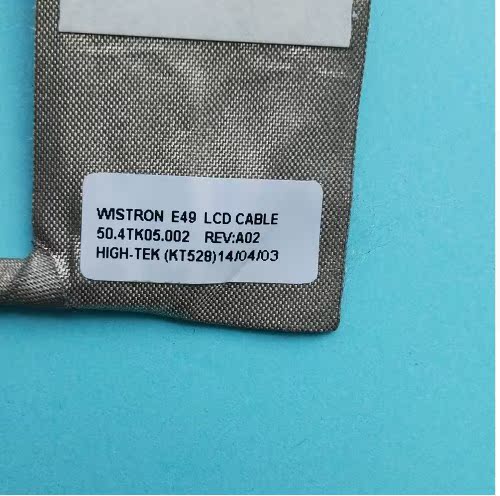 WISTRON E49 LCD CABLE
50.4TK05.002 REV:A02
HIGH-TEK (KT528)14/04/03